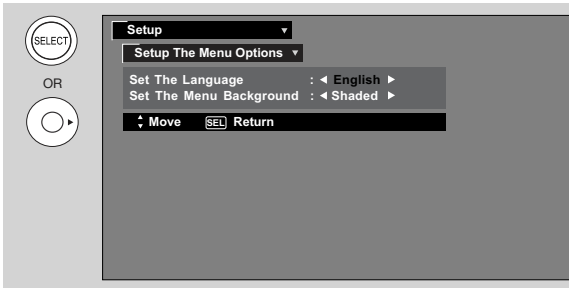 SELECT
OR
Setup
Setup The Menu Options
Set The Language : English
Set The Menu Background : Shaded
Move SEL Return